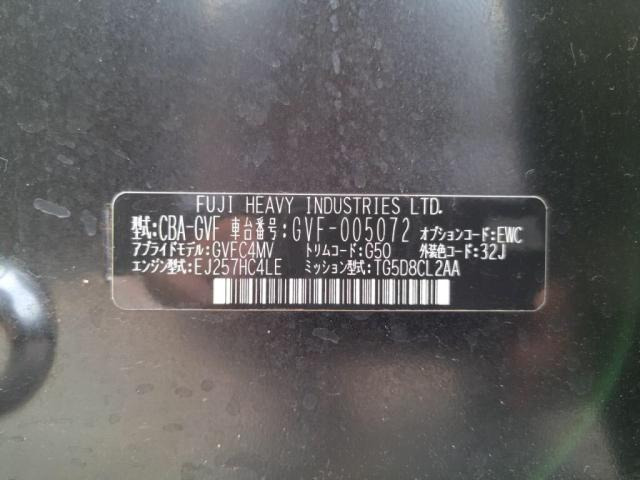 FUJI HEAVY INDUSTRIES LTD.
型式:CBA-GVF 車台番号:GVF-005072 オプションコード:EWC
アプライドモデル:GVFC4MV トリムコード:G50 外装色コード:32J
エンジン型式:EJ257HC4LE ミッション型式:TG5D8CL2AA